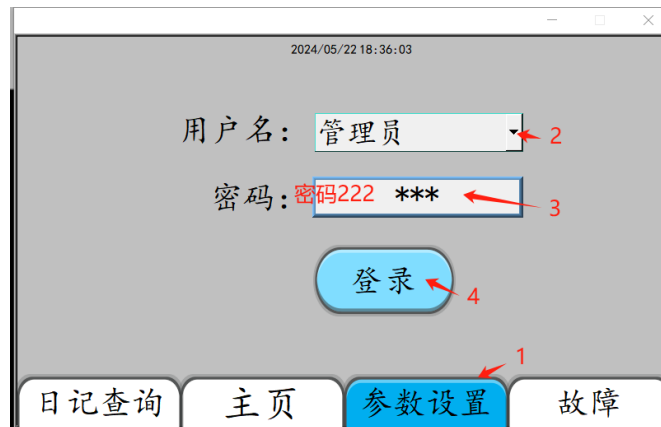 2024/05/22 18:36:03
用户名： 管理员 2
密码： 密码222 *** 3
登录 4
1
日记查询 主页 参数设置 故障